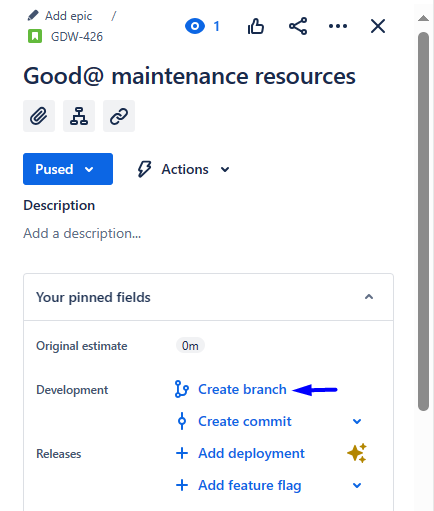 Add epic /
GDW-426
1
Good@ maintenance resources
Pused
Actions
Description
Add a description...
Your pinned fields
Original estimate 0m
Development Create branch
Create commit
Releases Add deployment
Add feature flag